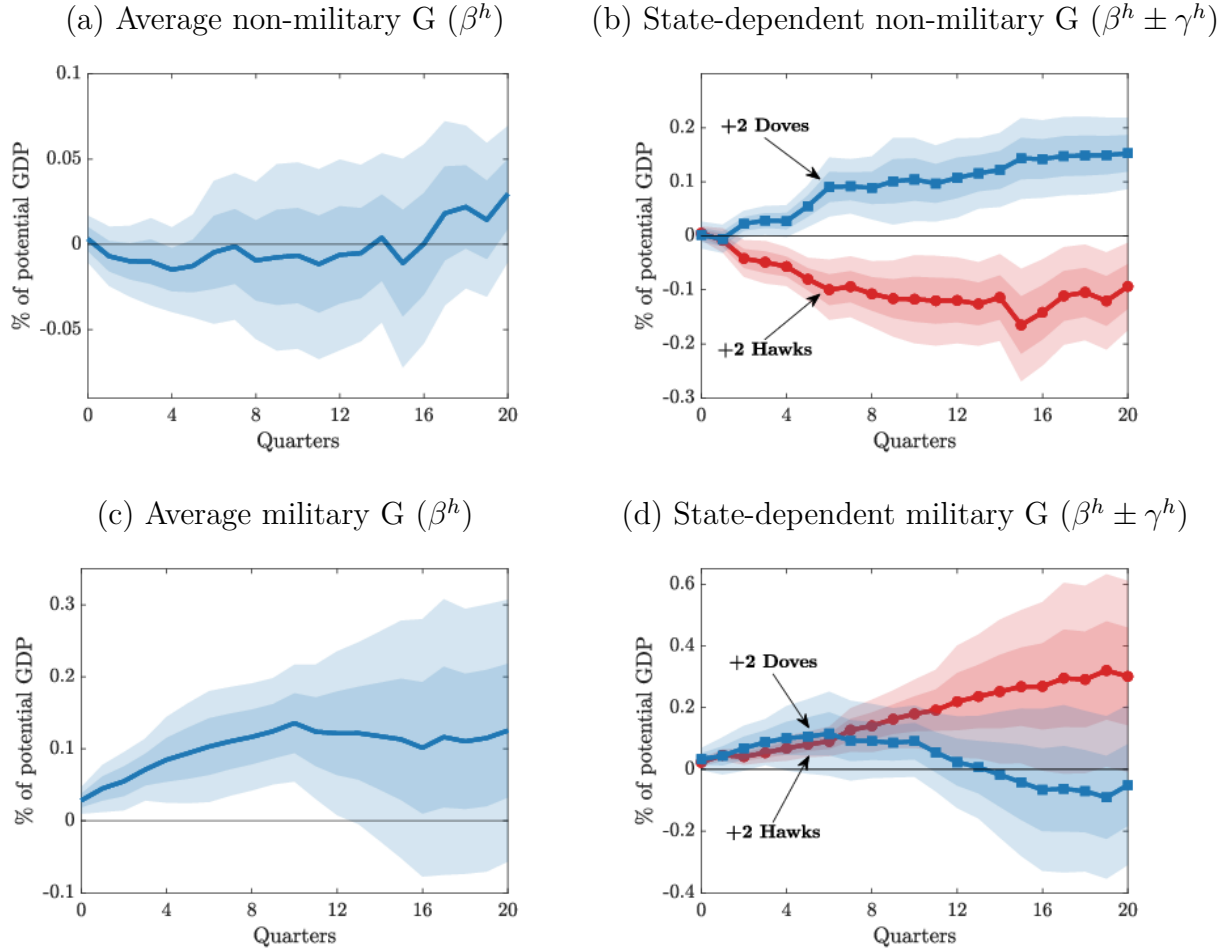 (a) Average non-military G (β^h)
(b) State-dependent non-military G (β^h ± γ^h)
% of potential GDP
0.1
0.05
0
-0.05
0
4
8
12
16
20
Quarters
% of potential GDP
0.2
0.1
0
-0.1
-0.2
-0.3
+2 Doves
+2 Hawks
0
4
8
12
16
20
Quarters
(c) Average military G (β^h)
(d) State-dependent military G (β^h ± γ^h)
% of potential GDP
0.3
0.2
0.1
0
-0.1
0
4
8
12
16
20
Quarters
% of potential GDP
0.6
0.4
0.2
0
-0.2
-0.4
+2 Doves
+2 Hawks
0
4
8
12
16
20
Quarters